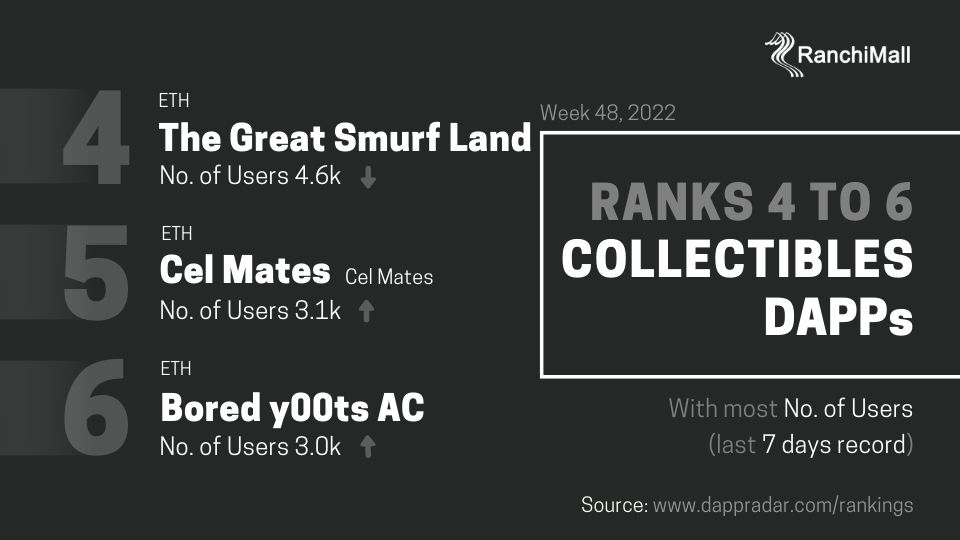 RanchiMall
4
ETH
The Great Smurf Land
No. of Users 4.6k
5
ETH
Cel Mates Cel Mates
No. of Users 3.1k
6
ETH
Bored y00ts AC
No. of Users 3.0k
Week 48, 2022
RANKS 4 TO 6
COLLECTIBLES
DAPPs
With most No. of Users
(last 7 days record)
Source: www.dappradar.com/rankings